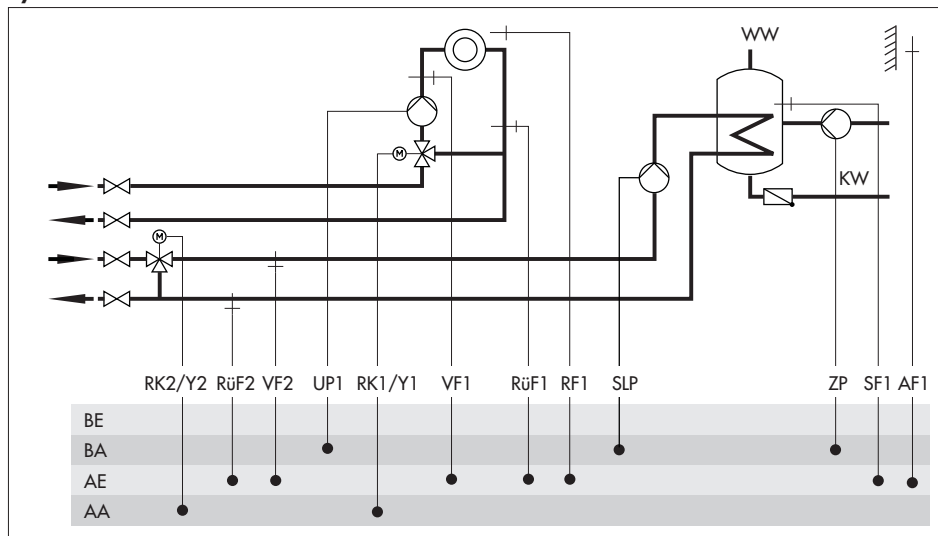 WW
KW
M
M
RK2/Y2 RüF2 VF2 UP1 RK1/Y1 VF1 RüF1 RF1 SLP ZP SF1 AF1
BE
BA
AE
AA